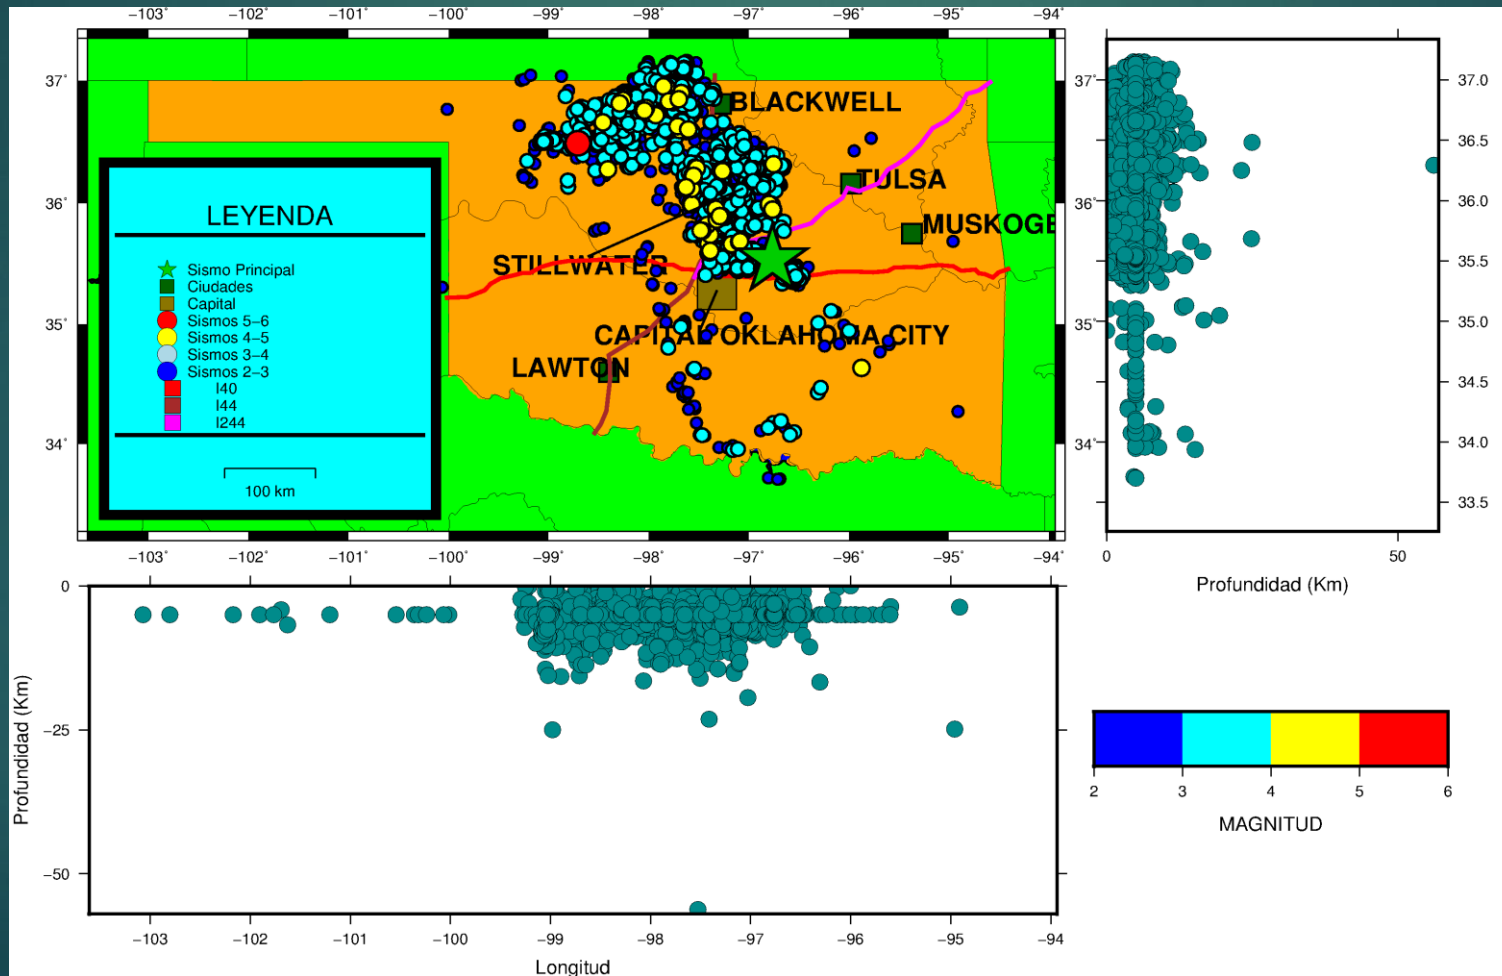 −103˚ −102˚ −101˚ −100˚ −99˚ −98˚ −97˚ −96˚ −95˚ −94˚
37˚
36˚
35˚
34˚
BLACKWELL
TULSA
MUSKOGE
STILLWATER
CAPITAL OKLAHOMA CITY
LAWTON
LEYENDA
Sismo Principal
Ciudades
Capital
Sismos 5−6
Sismos 4−5
Sismos 3−4
Sismos 2−3
I40
I44
I244
100 km
−103˚ −102˚ −101˚ −100˚ −99˚ −98˚ −97˚ −96˚ −95˚ −94˚
37˚
36˚
35˚
34˚
37.0
36.5
36.0
35.5
35.0
34.5
34.0
33.5
0 50
Profundidad (Km)
0
−25
−50
Profundidad (Km)
−103 −102 −101 −100 −99 −98 −97 −96 −95 −94
Longitud
2 3 4 5 6
MAGNITUD